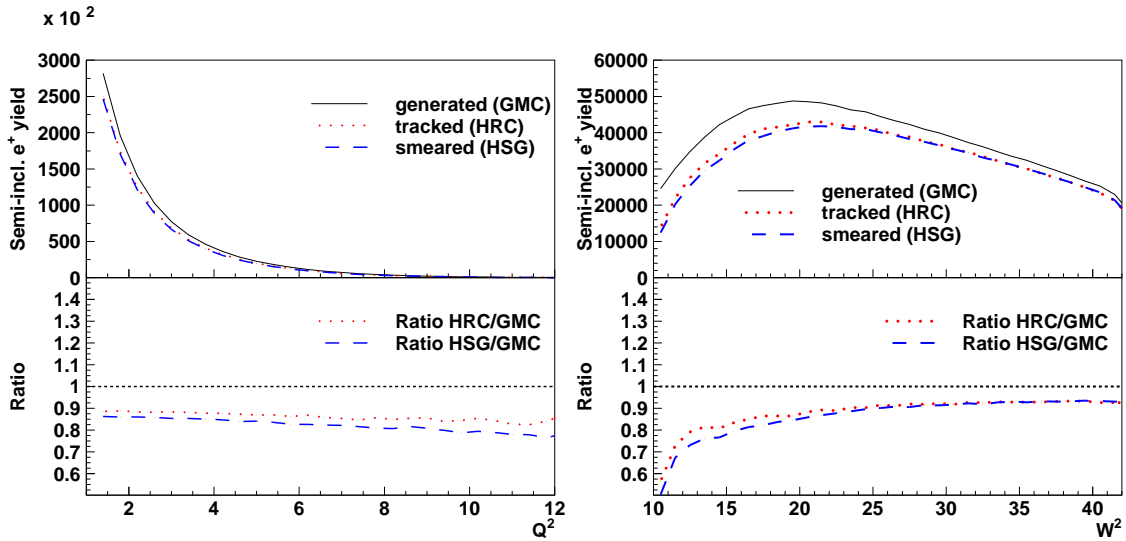 x 10²
Semi-incl. e⁺ yield
3000
2500
2000
1500
1000
500
0
generated (GMC)
tracked (HRC)
smeared (HSG)
Ratio
1.4
1.3
1.2
1.1
1
0.9
0.8
0.7
0.6
Ratio HRC/GMC
Ratio HSG/GMC
2 4 6 8 10 12
Q²
Semi-incl. e⁺ yield
60000
50000
40000
30000
20000
10000
0
generated (GMC)
tracked (HRC)
smeared (HSG)
Ratio
1.4
1.3
1.2
1.1
1
0.9
0.8
0.7
0.6
Ratio HRC/GMC
Ratio HSG/GMC
10 15 20 25 30 35 40
W²